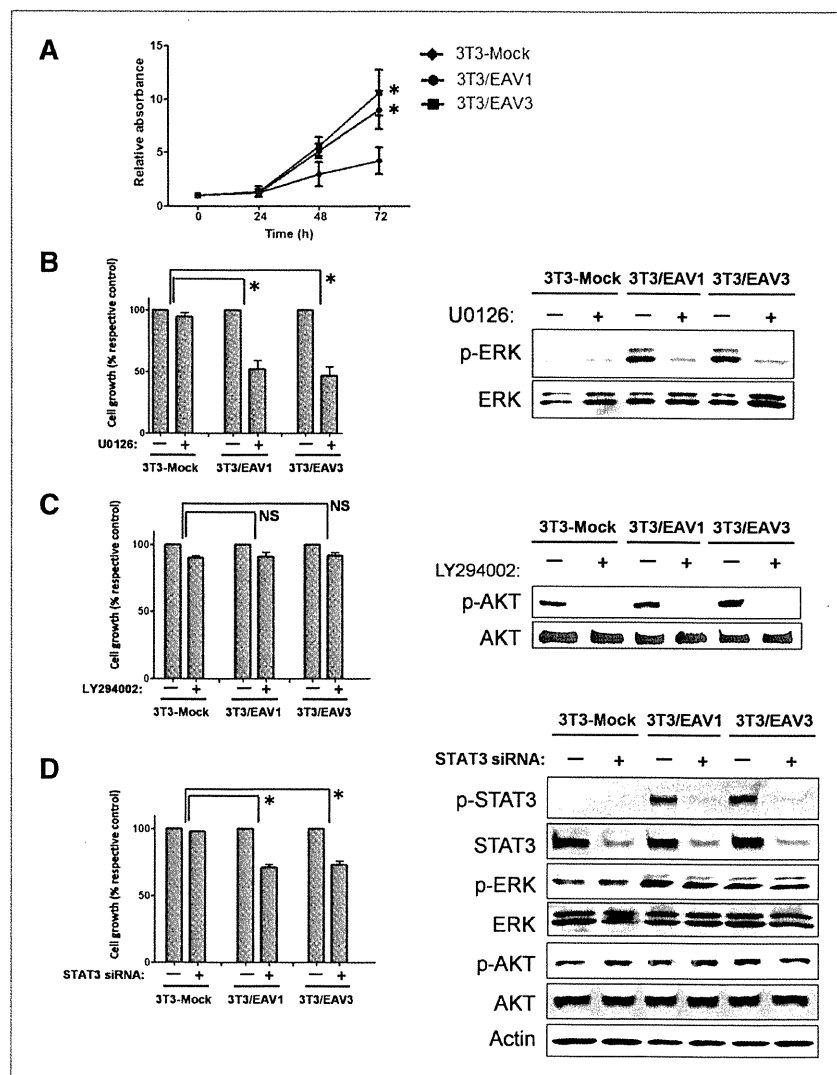 A
15
10
5
0
Relative absorbance
0 24 48 72
Time (h)
* *
3T3-Mock
3T3/EAV1
3T3/EAV3
B
Cell growth (% respective control)
100
50
0
* *
U0126: — + — + — +
3T3-Mock 3T3/EAV1 3T3/EAV3
3T3-Mock 3T3/EAV1 3T3/EAV3
U0126: — + — + — +
p-ERK
ERK
C
Cell growth (% respective control)
100
50
0
NS NS
LY294002: — + — + — +
3T3-Mock 3T3/EAV1 3T3/EAV3
3T3-Mock 3T3/EAV1 3T3/EAV3
LY294002: — + — + — +
p-AKT
AKT
D
Cell growth (% respective control)
100
50
0
* *
STAT3 siRNA: — + — + — +
3T3-Mock 3T3/EAV1 3T3/EAV3
3T3-Mock 3T3/EAV1 3T3/EAV3
STAT3 siRNA: — + — + — +
p-STAT3
STAT3
p-ERK
ERK
p-AKT
AKT
Actin